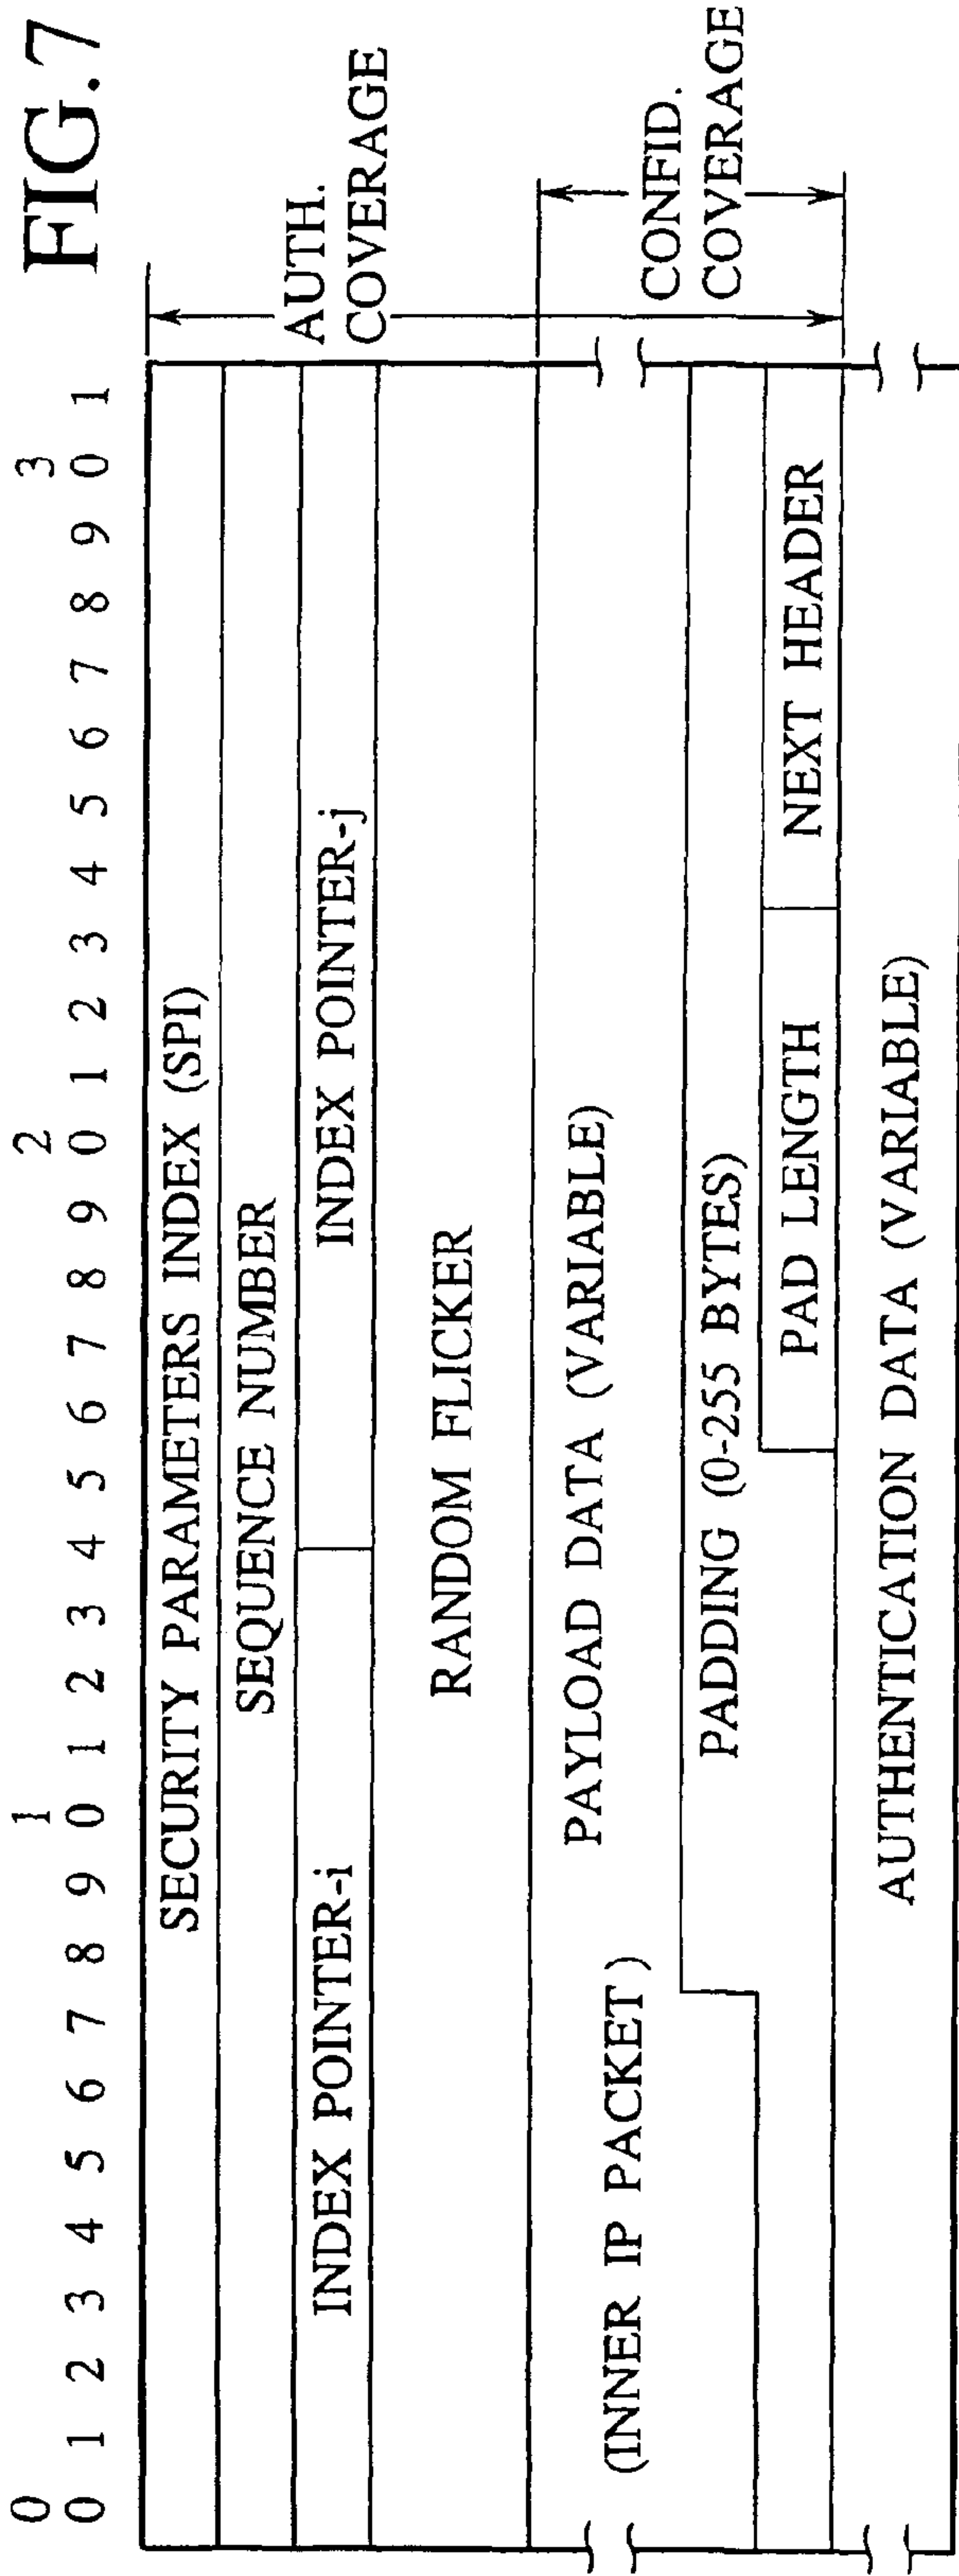 FIG.7
0 1 2 3
0 1 2 3 4 5 6 7 8 9 0 1 2 3 4 5 6 7 8 9 0 1 2 3 4 5 6 7 8 9 0 1
SECURITY PARAMETERS INDEX (SPI)
SEQUENCE NUMBER
INDEX POINTER-i INDEX POINTER-j
RANDOM FLICKER
PAYLOAD DATA (VARIABLE)
(INNER IP PACKET)
PADDING (0-255 BYTES)
PAD LENGTH NEXT HEADER
AUTHENTICATION DATA (VARIABLE)
AUTH.
COVERAGE
CONFID.
COVERAGE